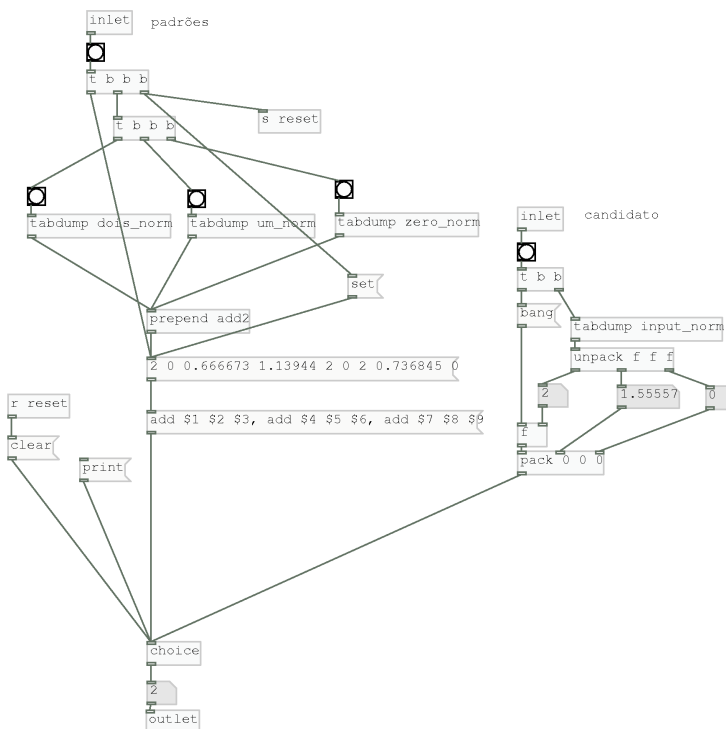 inlet padrões
t b b b
s reset
t b b b
tabdump dois_norm
tabdump um_norm
tabdump zero_norm
inlet candidato
t b b
set
bang
prepend add2
tabdump input_norm
unpack f f f
2 0 0.666673 1.13944 2 0 2 0.736845 0
2
1.55557
0
r reset
add $1 $2 $3, add $4 $5 $6, add $7 $8 $9
f
clear
print
pack 0 0 0
choice
2
outlet